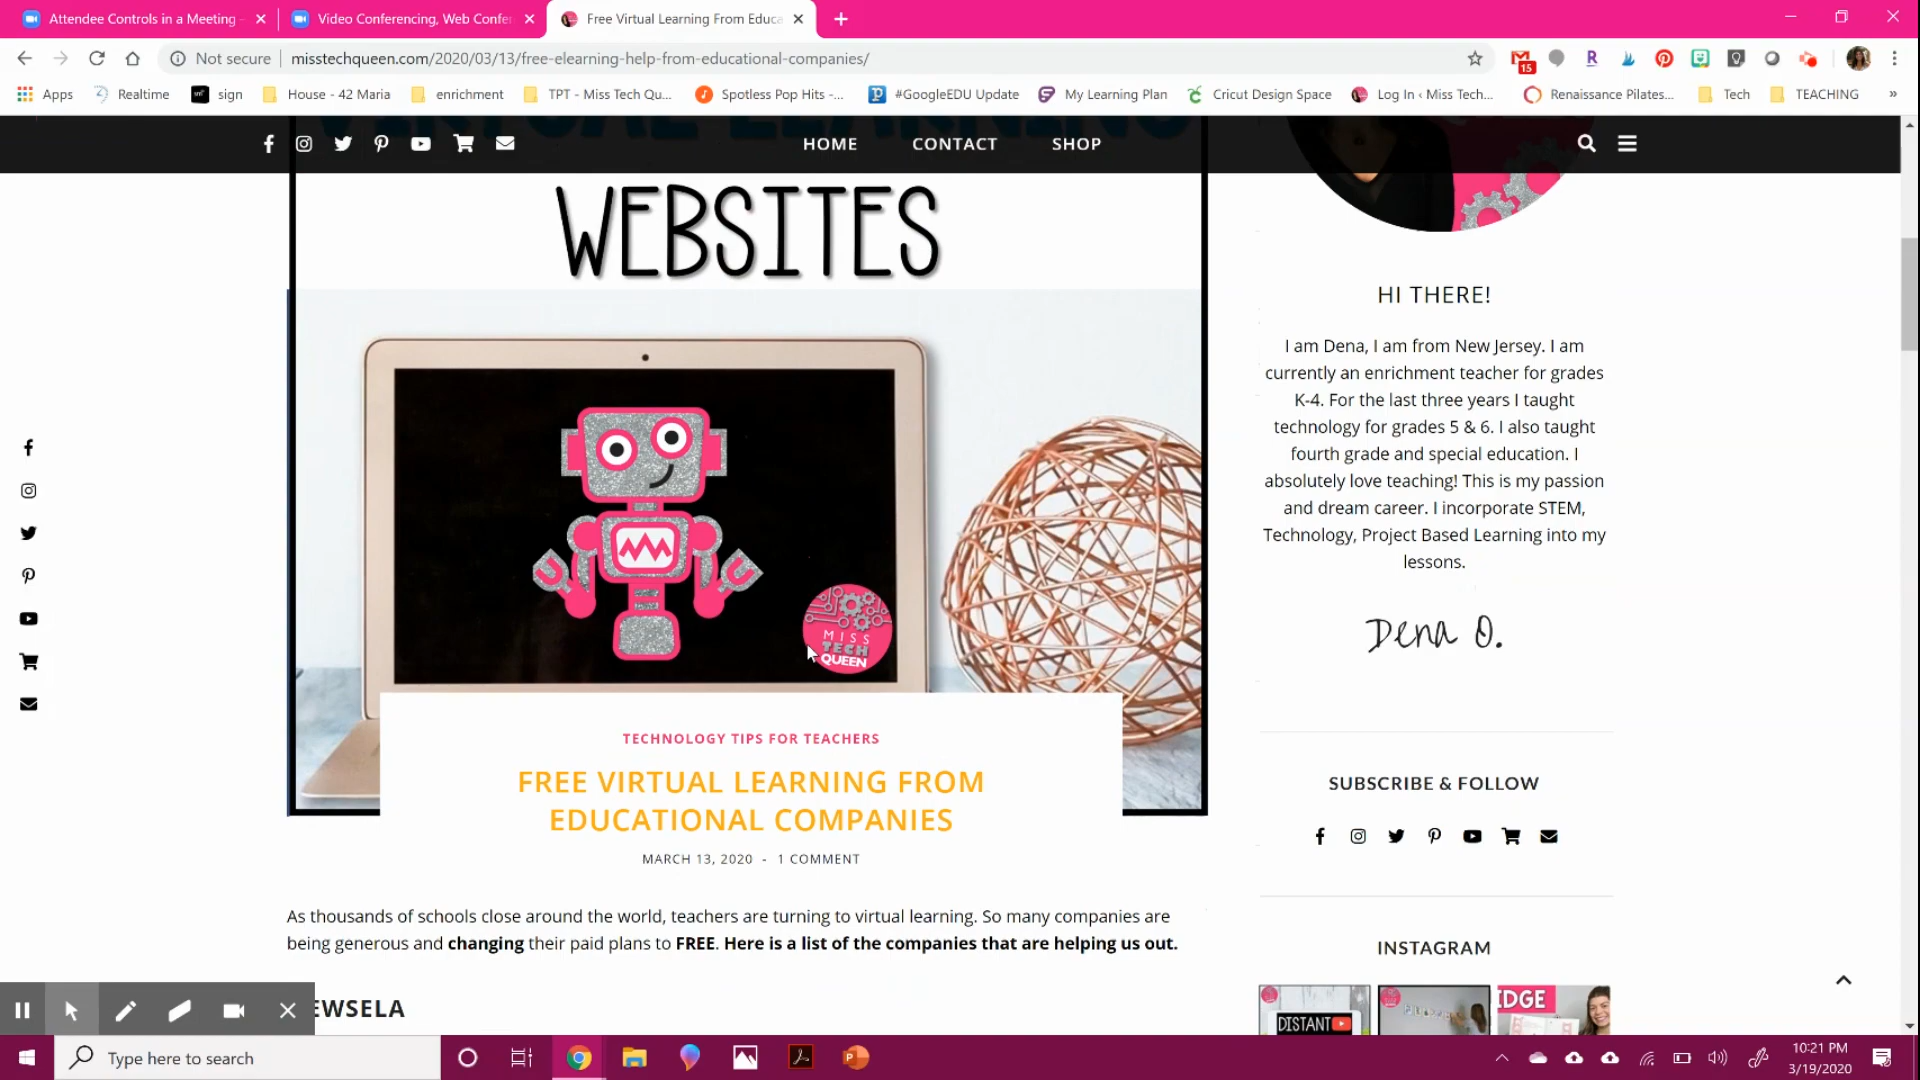 Attendee Controls in a Meeting -
Video Conferencing, Web Confe
Free Virtual Learning From Educa
Not secure
misstechqueen.com/2020/03/13/free-elearning-help-from-educational-companies/
15
Apps
Realtime
sign
House - 42 Maria
enrichment
TPT - Miss Tech Qu...
Spotless Pop Hits -...
#GoogleEDU Update
My Learning Plan
Cricut Design Space
Log In ‹ Miss Tech...
Renaissance Pilates...
Tech
TEACHING
HOME
CONTACT
SHOP
VIRTUAL LEARNING
WEBSITES
MISS
TECH
QUEEN
TECHNOLOGY TIPS FOR TEACHERS
FREE VIRTUAL LEARNING FROM
EDUCATIONAL COMPANIES
MARCH 13, 2020 - 1 COMMENT
As thousands of schools close around the world, teachers are turning to virtual learning. So many companies are
being generous and changing their paid plans to FREE. Here is a list of the companies that are helping us out.
EWSELA
HI THERE!
I am Dena, I am from New Jersey. I am
currently an enrichment teacher for grades
K-4. For the last three years I taught
technology for grades 5 & 6. I also taught
fourth grade and special education. I
absolutely love teaching! This is my passion
and dream career. I incorporate STEM,
Technology, Project Based Learning into my
lessons.
Dena O.
SUBSCRIBE & FOLLOW
INSTAGRAM
DISTANT
IDGE
Type here to search
10:21 PM
3/19/2020